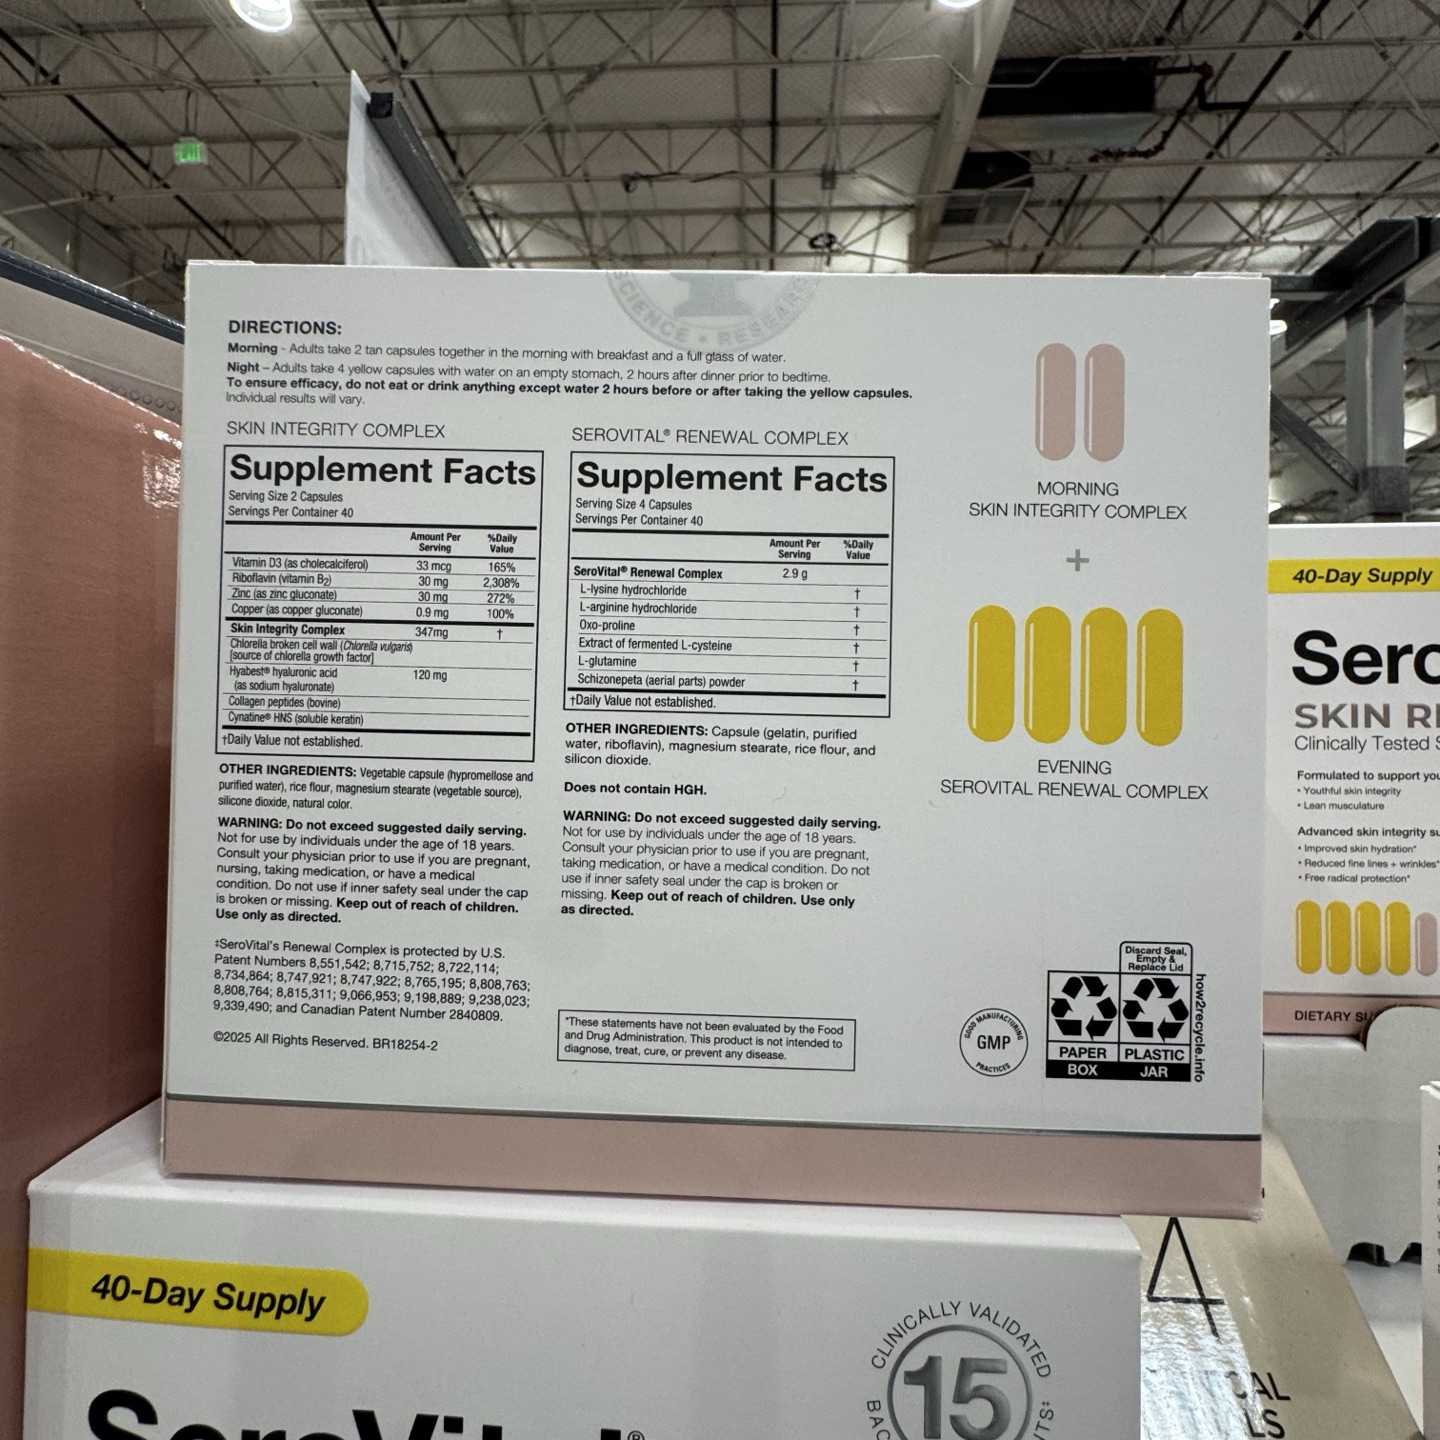 EXIT
SCIENCE • RESEARCH
DIRECTIONS:
Morning - Adults take 2 tan capsules together in the morning with breakfast and a full glass of water.
Night – Adults take 4 yellow capsules with water on an empty stomach, 2 hours after dinner prior to bedtime.
To ensure efficacy, do not eat or drink anything except water 2 hours before or after taking the yellow capsules.
Individual results will vary.
SKIN INTEGRITY COMPLEX
Supplement Facts
Serving Size 2 Capsules
Servings Per Container 40
Amount Per Serving %Daily Value
Vitamin D3 (as cholecalciferol) 33 mcg 165%
Riboflavin (vitamin B2) 30 mg 2,308%
Zinc (as zinc gluconate) 30 mg 272%
Copper (as copper gluconate) 0.9 mg 100%
Skin Integrity Complex 347mg †
Chlorella broken cell wall (Chlorella vulgaris)
[source of chlorella growth factor]
Hyabest® hyaluronic acid 120 mg
(as sodium hyaluronate)
Collagen peptides (bovine)
Cynatine® HNS (soluble keratin)
†Daily Value not established.
OTHER INGREDIENTS: Vegetable capsule (hypromellose and
purified water), rice flour, magnesium stearate (vegetable source),
silicone dioxide, natural color.
WARNING: Do not exceed suggested daily serving.
Not for use by individuals under the age of 18 years.
Consult your physician prior to use if you are pregnant,
nursing, taking medication, or have a medical
condition. Do not use if inner safety seal under the cap
is broken or missing. Keep out of reach of children.
Use only as directed.
‡SeroVital's Renewal Complex is protected by U.S.
Patent Numbers 8,551,542; 8,715,752; 8,722,114;
8,734,864; 8,747,921; 8,747,922; 8,765,195; 8,808,763;
8,808,764; 8,815,311; 9,066,953; 9,198,889; 9,238,023;
9,339,490; and Canadian Patent Number 2840809.
©2025 All Rights Reserved. BR18254-2
SEROVITAL® RENEWAL COMPLEX
Supplement Facts
Serving Size 4 Capsules
Servings Per Container 40
Amount Per Serving %Daily Value
SeroVital® Renewal Complex 2.9 g
L-lysine hydrochloride †
L-arginine hydrochloride †
Oxo-proline †
Extract of fermented L-cysteine †
L-glutamine †
Schizonepeta (aerial parts) powder †
†Daily Value not established.
OTHER INGREDIENTS: Capsule (gelatin, purified
water, riboflavin), magnesium stearate, rice flour, and
silicon dioxide.
Does not contain HGH.
WARNING: Do not exceed suggested daily serving.
Not for use by individuals under the age of 18 years.
Consult your physician prior to use if you are pregnant,
taking medication, or have a medical condition. Do not
use if inner safety seal under the cap is broken or
missing. Keep out of reach of children. Use only
as directed.
*These statements have not been evaluated by the Food
and Drug Administration. This product is not intended to
diagnose, treat, cure, or prevent any disease.
MORNING
SKIN INTEGRITY COMPLEX
+
EVENING
SEROVITAL RENEWAL COMPLEX
GOOD MANUFACTURING
GMP
PRACTICES
Discard Seal,
Empty &
Replace Lid
PAPER PLASTIC
BOX JAR
how2recycle.info
40-Day Supply
Sero
SKIN RE
Clinically Tested S
Formulated to support you
• Youthful skin integrity
• Lean musculature
Advanced skin integrity su
• Improved skin hydration*
• Reduced fine lines + wrinkles*
• Free radical protection*
DIETARY SU
40-Day Supply
SeroVital®
CLINICALLY VALIDATED
15
4
CAL
LS